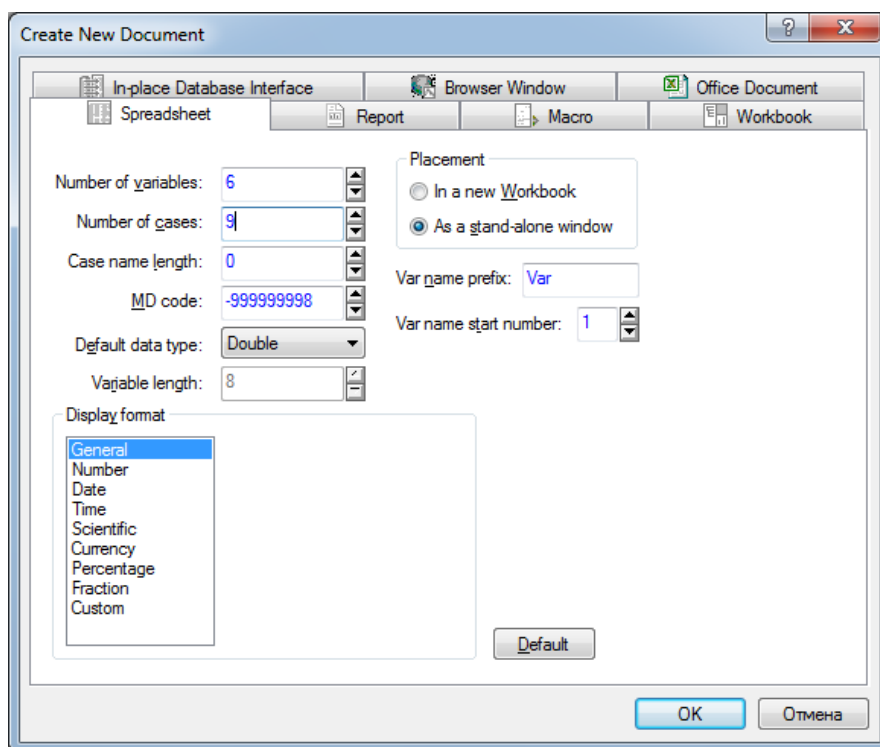 Create New Document
In-place Database Interface Browser Window Office Document
Spreadsheet Report Macro Workbook
Number of variables: 6
Number of cases: 9
Case name length: 0
MD code: -999999998
Default data type: Double
Variable length: 8
Placement
In a new Workbook
As a stand-alone window
Var name prefix: Var
Var name start number: 1
Display format
General
Number
Date
Time
Scientific
Currency
Percentage
Fraction
Custom
Default
OK Отмена